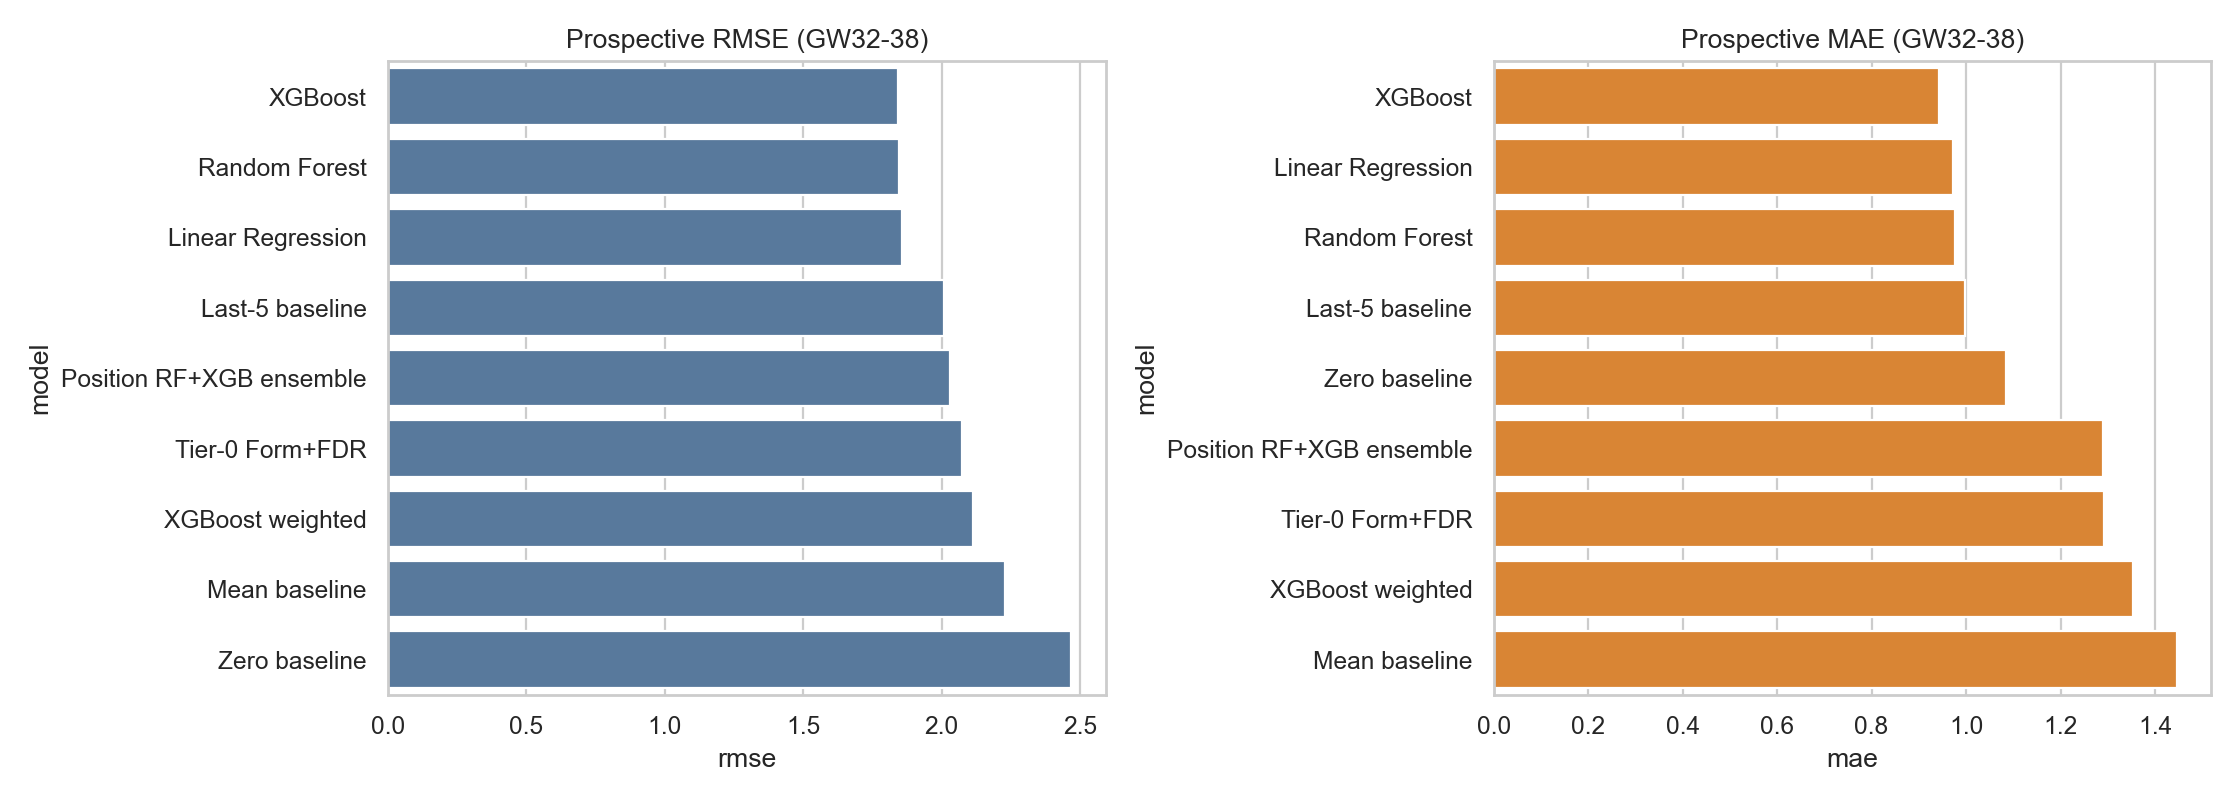 Prospective RMSE (GW32-38)
model
XGBoost
Random Forest
Linear Regression
Last-5 baseline
Position RF+XGB ensemble
Tier-0 Form+FDR
XGBoost weighted
Mean baseline
Zero baseline
0.0 0.5 1.0 1.5 2.0 2.5
rmse
Prospective MAE (GW32-38)
model
XGBoost
Linear Regression
Random Forest
Last-5 baseline
Zero baseline
Position RF+XGB ensemble
Tier-0 Form+FDR
XGBoost weighted
Mean baseline
0.0 0.2 0.4 0.6 0.8 1.0 1.2 1.4
mae